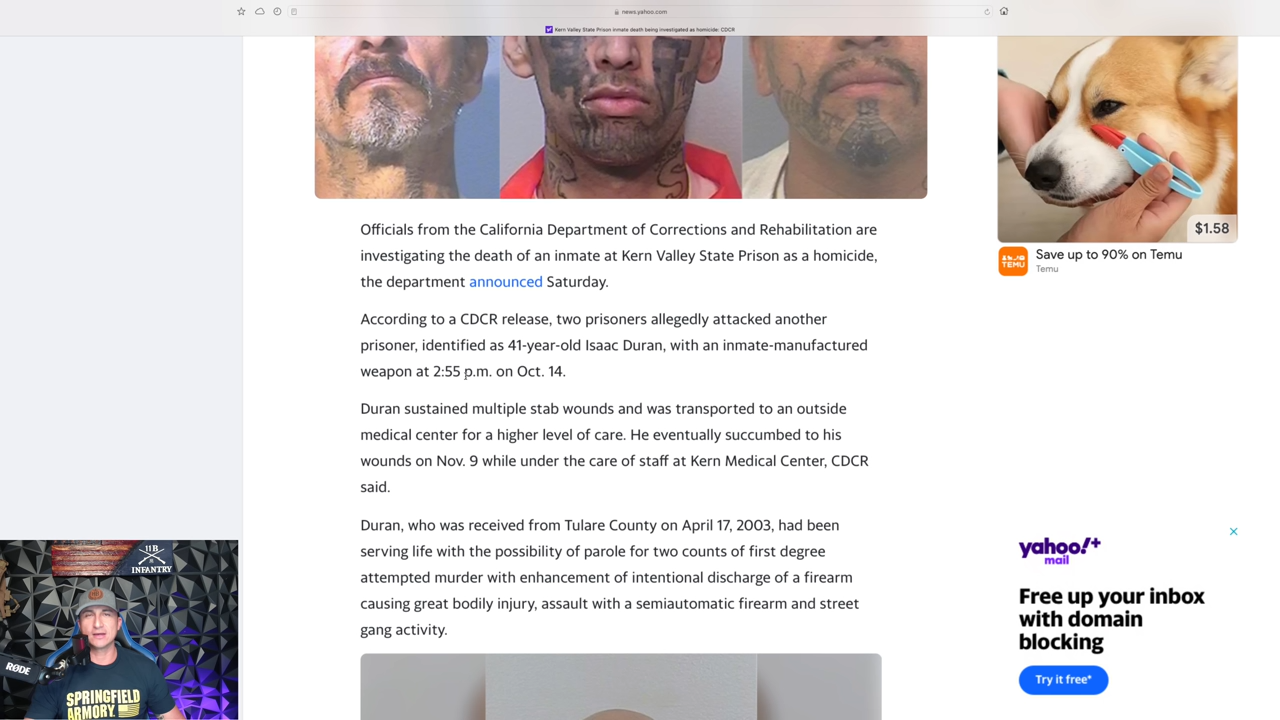 news.yahoo.com
Kern Valley State Prison inmate death being investigated as homicide: CDCR
Officials from the California Department of Corrections and Rehabilitation are
investigating the death of an inmate at Kern Valley State Prison as a homicide,
the department announced Saturday.
According to a CDCR release, two prisoners allegedly attacked another
prisoner, identified as 41-year-old Isaac Duran, with an inmate-manufactured
weapon at 2:55 p.m. on Oct. 14.
Duran sustained multiple stab wounds and was transported to an outside
medical center for a higher level of care. He eventually succumbed to his
wounds on Nov. 9 while under the care of staff at Kern Medical Center, CDCR
said.
Duran, who was received from Tulare County on April 17, 2003, had been
serving life with the possibility of parole for two counts of first degree
attempted murder with enhancement of intentional discharge of a firearm
causing great bodily injury, assault with a semiautomatic firearm and street
gang activity.
$1.58
TEMU
Save up to 90% on Temu
Temu
yahoo!+
mail
Free up your inbox
with domain
blocking
Try it free*
11B
INFANTRY
RØDE
SPRINGFIELD
ARMORY